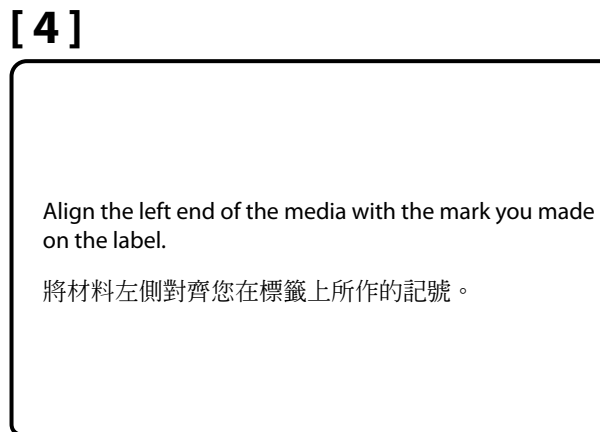 [ 4 ]
Align the left end of the media with the mark you made
on the label.
將材料左側對齊您在標籤上所作的記號。